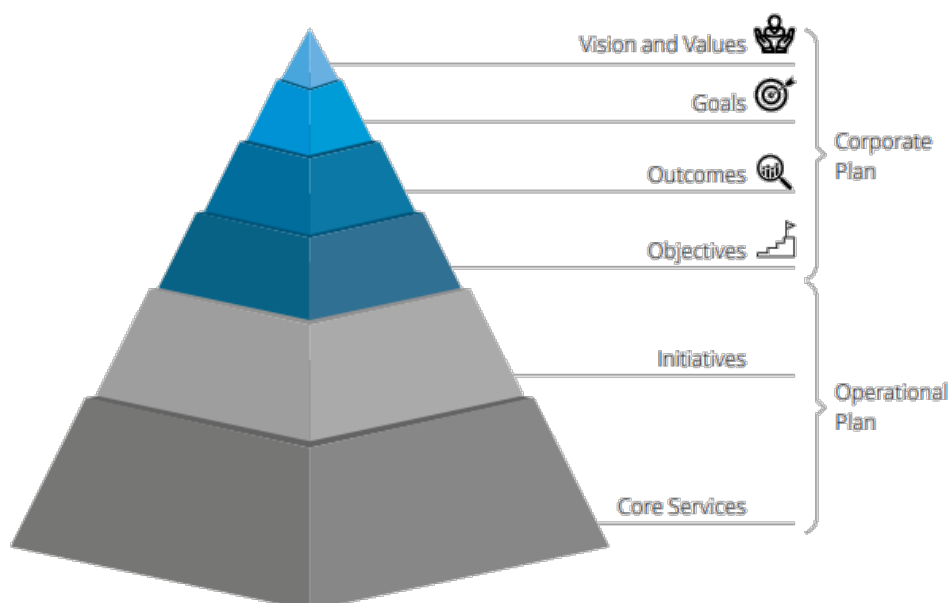 Vision and Values
Goals
Outcomes
Objectives
Corporate
Plan
Initiatives
Core Services
Operational
Plan